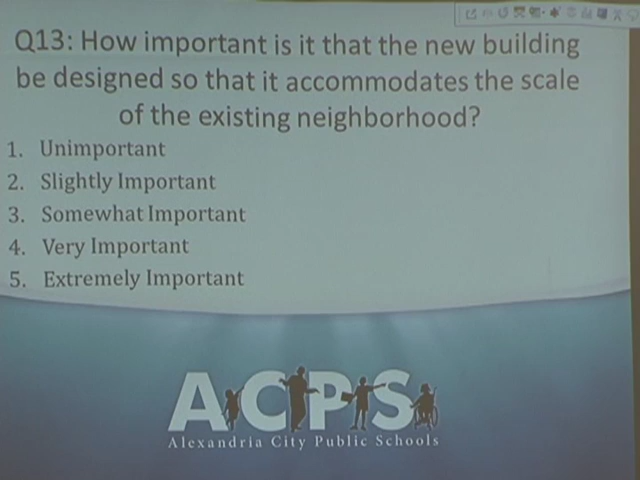 Q13: How important is it that the new building
be designed so that it accommodates the scale
of the existing neighborhood?
1. Unimportant
2. Slightly Important
3. Somewhat Important
4. Very Important
5. Extremely Important
ACPS
Alexandria City Public Schools